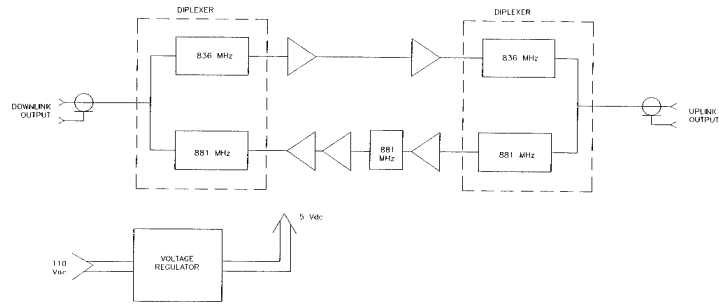 DIPLEXER
DIPLEXER
836 MHz
836 MHz
DOWNLINK
OUTPUT
UPLINK
OUTPUT
881 MHz
881
MHz
881 MHz
5 Vdc
110
Vac
VOLTAGE
REGULATOR